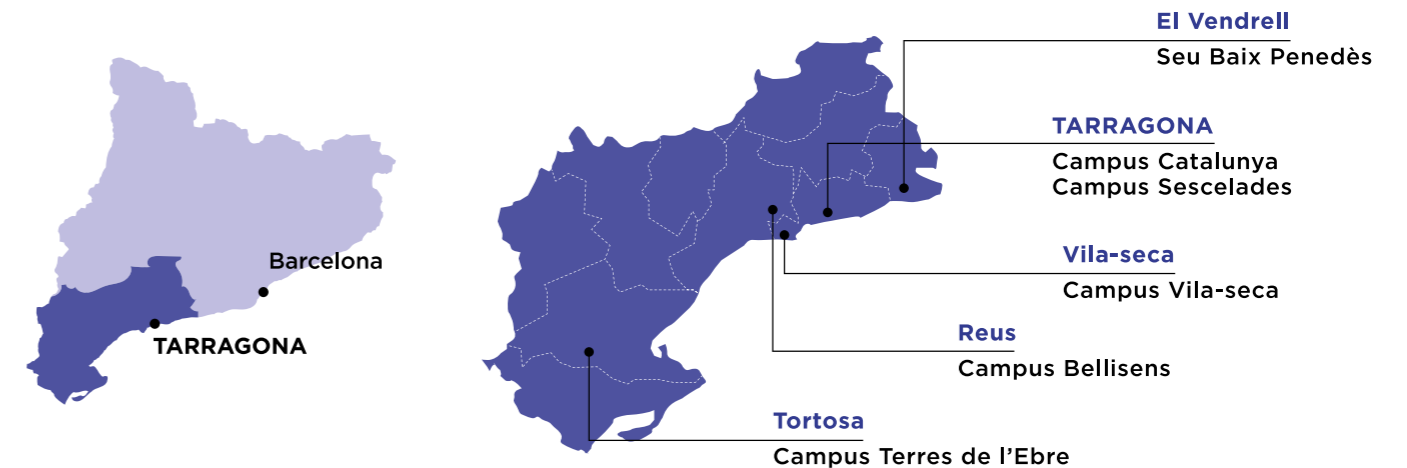 Barcelona
TARRAGONA
El Vendrell
Seu Baix Penedès
TARRAGONA
Campus Catalunya
Campus Sescelades
Vila-seca
Campus Vila-seca
Reus
Campus Bellisens
Tortosa
Campus Terres de l'Ebre